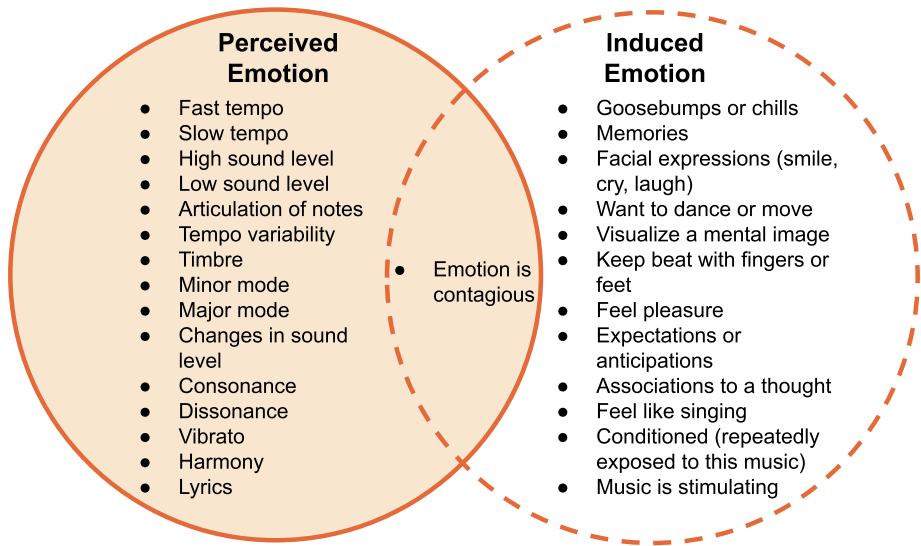 Perceived
Emotion
● Fast tempo
● Slow tempo
● High sound level
● Low sound level
● Articulation of notes
● Tempo variability
● Timbre
● Minor mode
● Major mode
● Changes in sound
level
● Consonance
● Dissonance
● Vibrato
● Harmony
● Lyrics
● Emotion is
contagious
Induced
Emotion
● Goosebumps or chills
● Memories
● Facial expressions (smile,
cry, laugh)
● Want to dance or move
● Visualize a mental image
● Keep beat with fingers or
feet
● Feel pleasure
● Expectations or
anticipations
● Associations to a thought
● Feel like singing
● Conditioned (repeatedly
exposed to this music)
● Music is stimulating